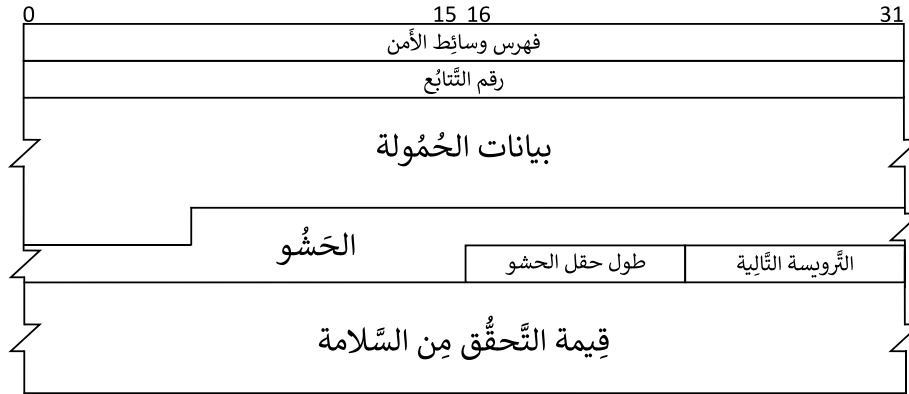 0 15 16 31
فهرس وسائِط الأَمن
رقم التَّتابُع
بيانات الحُمُولة
الحَشُو
طول حقل الحشو
التَّرويسة التَّالِية
قِيمة التَّحقُّق مِن السَّلامة